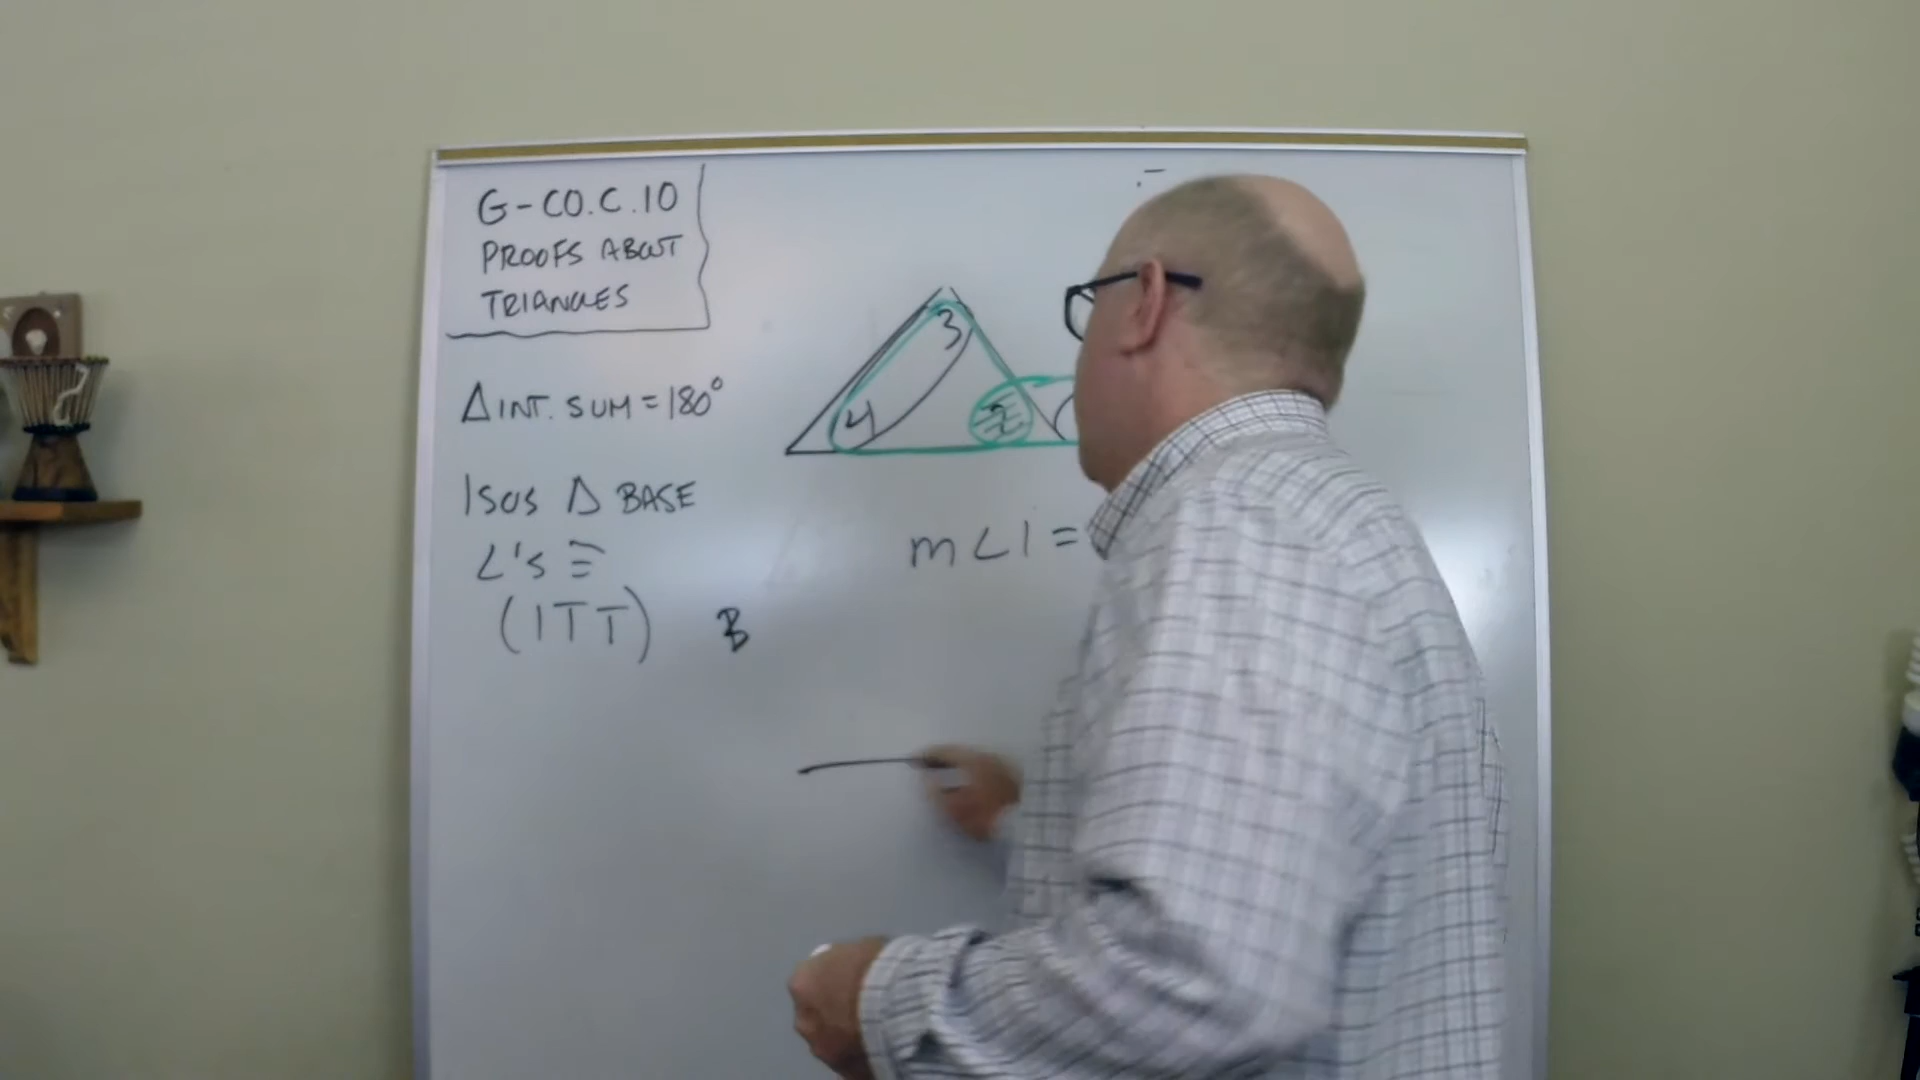 G-CO.C.10
PROOFS ABOUT
TRIANGLES
Δ INT. SUM = 180°
ISOS Δ BASE
∠'S ≅
(ITT)
B
3
4
2
m∠1 =